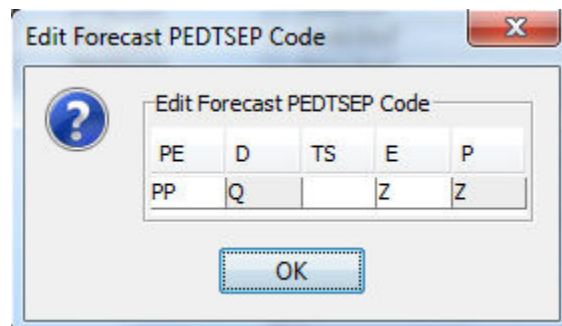 Edit Forecast PEDTSEP Code
Edit Forecast PEDTSEP Code
PE D TS E P
PP Q Z Z
OK